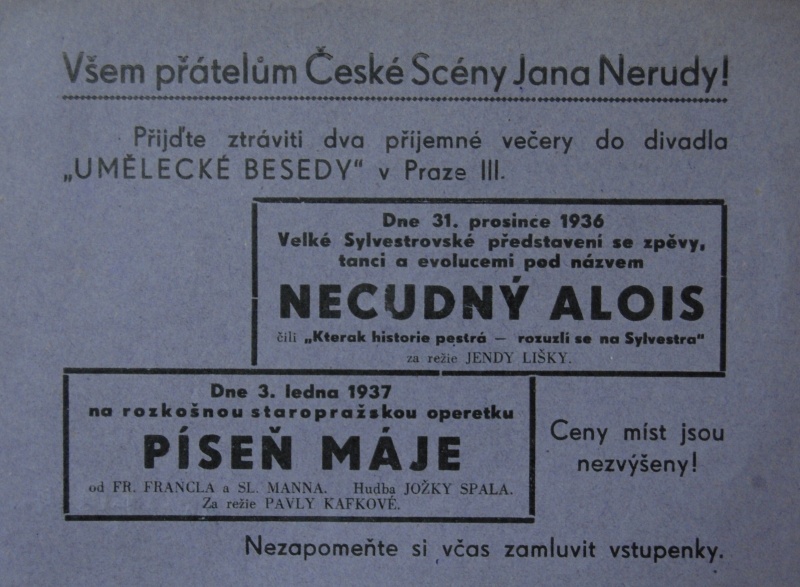 Všem přátelům České Scény Jana Nerudy!
Přijďte ztráviti dva příjemné večery do divadla
„UMĚLECKÉ BESEDY“ v Praze III.
Dne 31. prosince 1936
Velké Sylvestrovské představení se zpěvy,
tanci a evolucemi pod názvem
NECUDNÝ ALOIS
čili „Kterak historie pestrá — rozuzlí se na Sylvestra“
za režie JENDY LIŠKY.
Dne 3. ledna 1937
na rozkošnou staropražskou operetku
PÍSEŇ MÁJE
od FR. FRANCLA a SL. MANNA. Hudba JOŽKY SPALA.
Za režie PAVLY KAFKOVÉ.
Ceny míst jsou
nezvýšeny!
Nezapomeňte si včas zamluvit vstupenky.